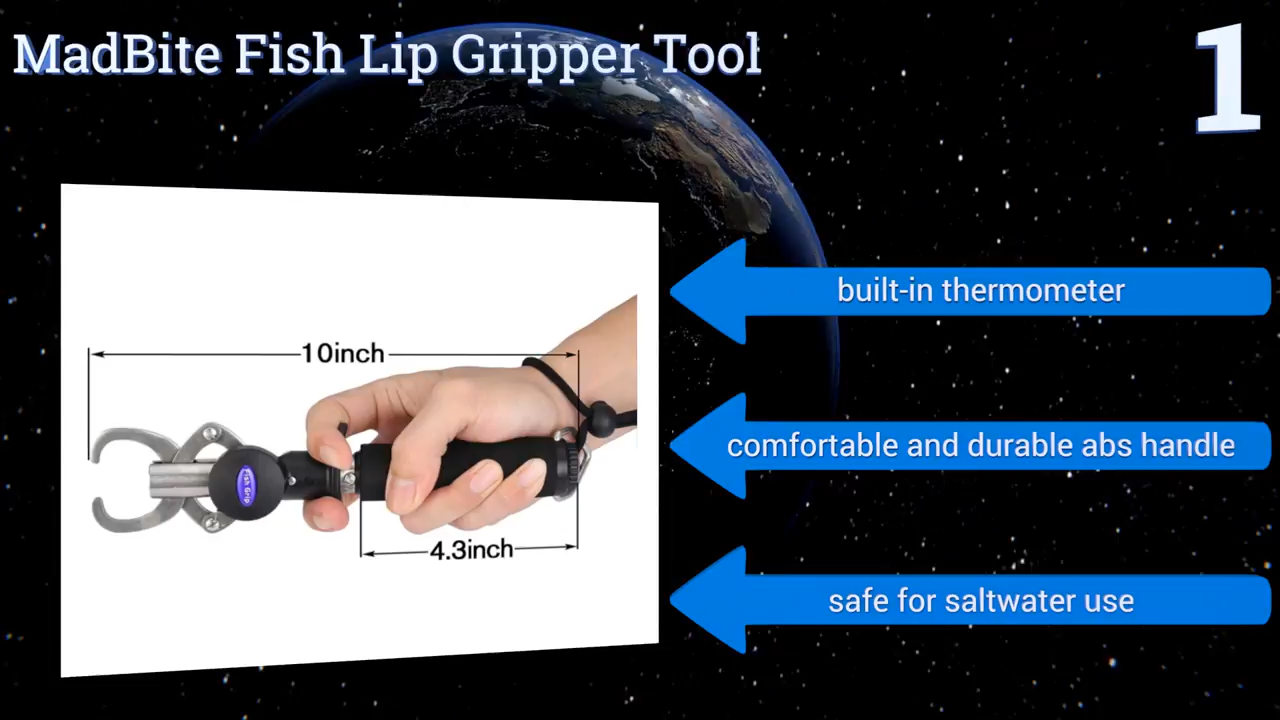 MadBite Fish Lip Gripper Tool
1
built-in thermometer
10inch
comfortable and durable abs handle
Fish Grip
4.3inch
safe for saltwater use